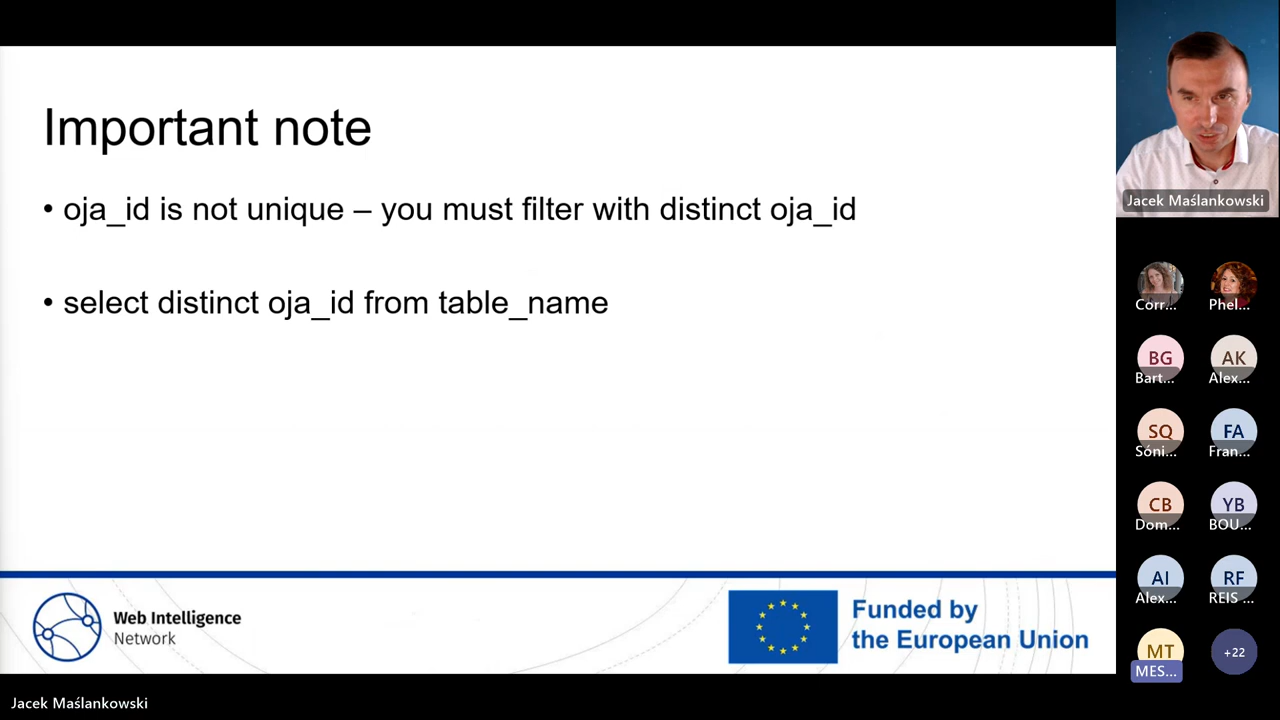 Important note
• oja_id is not unique – you must filter with distinct oja_id
• select distinct oja_id from table_name
Web Intelligence
Network
Funded by
the European Union
Jacek Maślankowski
Corr...
Phel...
BG
Bart...
AK
Alex...
SQ
Sóni...
FA
Fran...
CB
Dom...
YB
BOU...
AI
Alex...
RF
REIS ...
MT
MES...
+22
Jacek Maślankowski